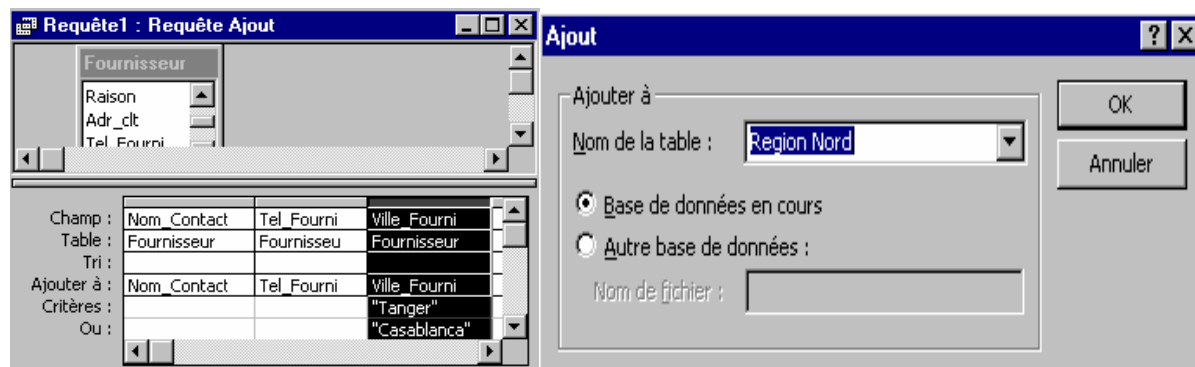 Requête1 : Requête Ajout
Fournisseur
Raison
Adr_clt
Tel_Fourni
Champ : Nom_Contact Tel_Fourni Ville_Fourni
Table : Fournisseur Fournisseu Fournisseur
Tri :
Ajouter à : Nom_Contact Tel_Fourni Ville_Fourni
Critères : "Tanger"
Ou : "Casablanca"
Ajout
Ajouter à
Nom de la table : Region Nord
Base de données en cours
Autre base de données :
Nom de fichier :
OK
Annuler